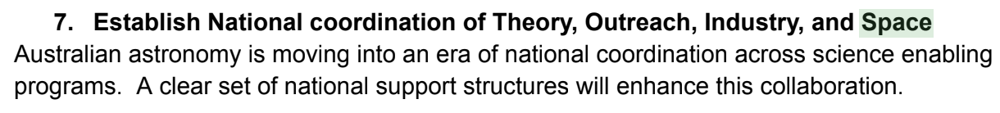 7. Establish National coordination of Theory, Outreach, Industry, and Space
Australian astronomy is moving into an era of national coordination across science enabling
programs.  A clear set of national support structures will enhance this collaboration.